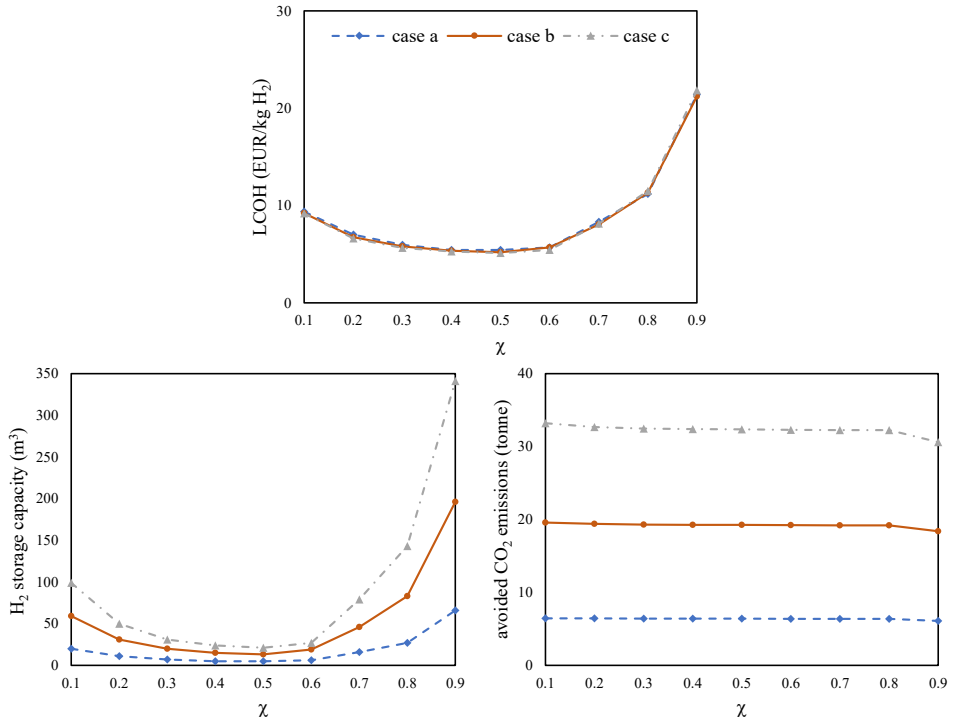 case a case b case c
LCOH (EUR/kg H₂)
30
20
10
0
0.1 0.2 0.3 0.4 0.5 0.6 0.7 0.8 0.9
χ
H₂ storage capacity (m³)
350
300
250
200
150
100
50
0
0.1 0.2 0.3 0.4 0.5 0.6 0.7 0.8 0.9
χ
avoided CO₂ emissions (tonne)
40
30
20
10
0
0.1 0.2 0.3 0.4 0.5 0.6 0.7 0.8 0.9
χ